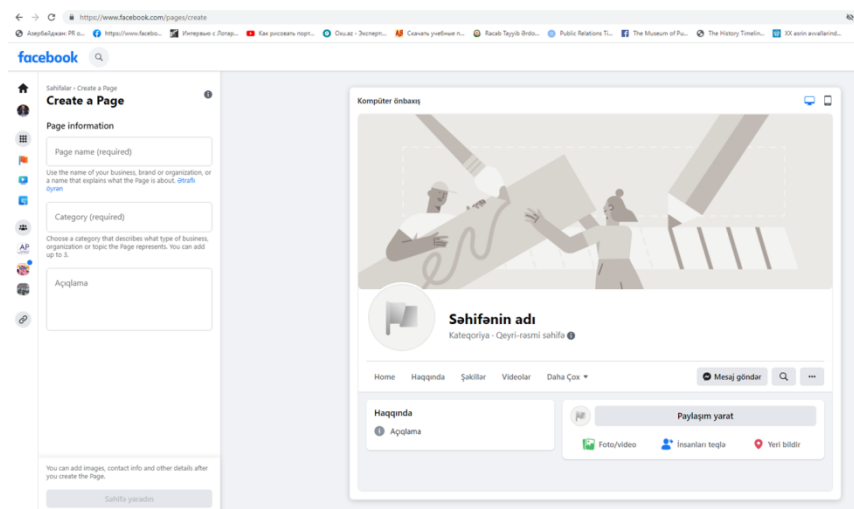 https://www.facebook.com/pages/create
Азербайджан: PR в... https://www.facebo... Интервью с Лотар... Как рисовать порт... Oxu.az - Эксперт... Скачать учебные п... Racab Tayyib Ərdo... Public Relations Ti... The Museum of Pu... The History Timelin... XX əsrin əvvəllərind...
facebook
Səhifələr › Create a Page
Create a Page
Page information
Page name (required)
Use the name of your business, brand or organization, or
a name that explains what the Page is about. Ətraflı
öyrən
Category (required)
Choose a category that describes what type of business,
organization or topic the Page represents. You can add
up to 3.
Açıqlama
You can add images, contact info and other details after
you create the Page.
Səhifə yaradın
Kompüter önbaxış
Səhifənin adı
Kateqoriya · Qeyri-rəsmi səhifə
Home Haqqında Şəkillər Videolar Daha Çox
Mesaj göndər
Haqqında
Açıqlama
Paylaşım yarat
Foto/video İnsanları teqlə Yeri bildir
AP